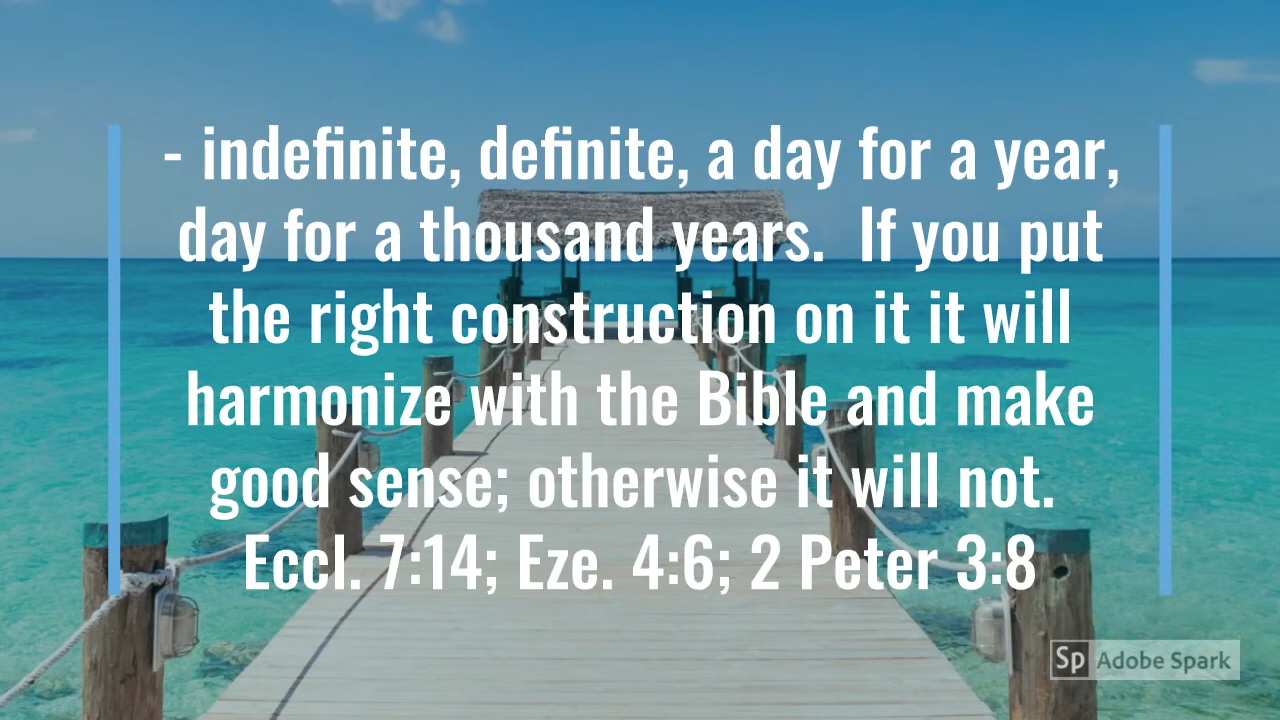 - indefinite, definite, a day for a year,
day for a thousand years.  If you put
the right construction on it it will
harmonize with the Bible and make
good sense; otherwise it will not.
Eccl. 7:14; Eze. 4:6; 2 Peter 3:8
Sp Adobe Spark